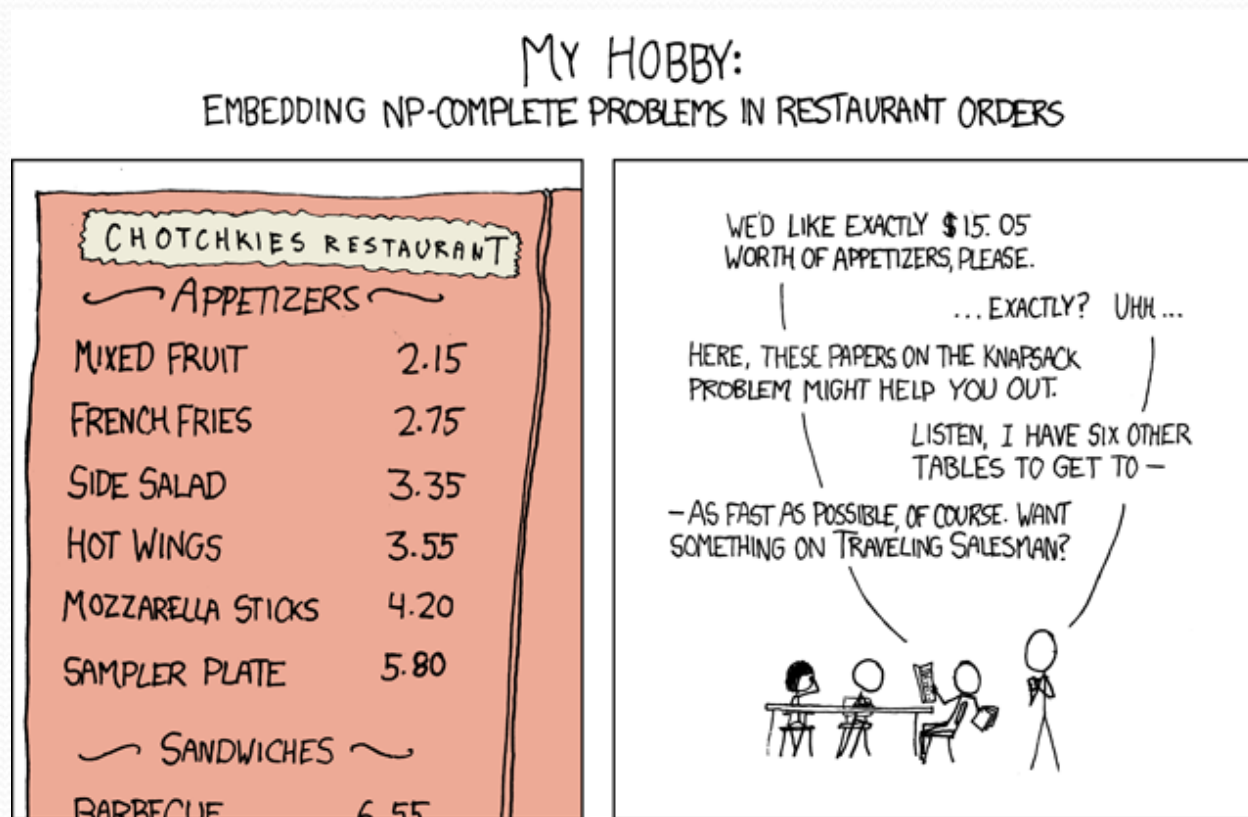 MY HOBBY:
EMBEDDING NP-COMPLETE PROBLEMS IN RESTAURANT ORDERS
CHOTCHKIES RESTAURANT
APPETIZERS
MIXED FRUIT 2.15
FRENCH FRIES 2.75
SIDE SALAD 3.35
HOT WINGS 3.55
MOZZARELLA STICKS 4.20
SAMPLER PLATE 5.80
SANDWICHES
BARBECUE 6.55
WE'D LIKE EXACTLY $15.05
WORTH OF APPETIZERS, PLEASE.
...EXACTLY? UHH...
HERE, THESE PAPERS ON THE KNAPSACK
PROBLEM MIGHT HELP YOU OUT.
LISTEN, I HAVE SIX OTHER
TABLES TO GET TO —
—AS FAST AS POSSIBLE, OF COURSE. WANT
SOMETHING ON TRAVELING SALESMAN?